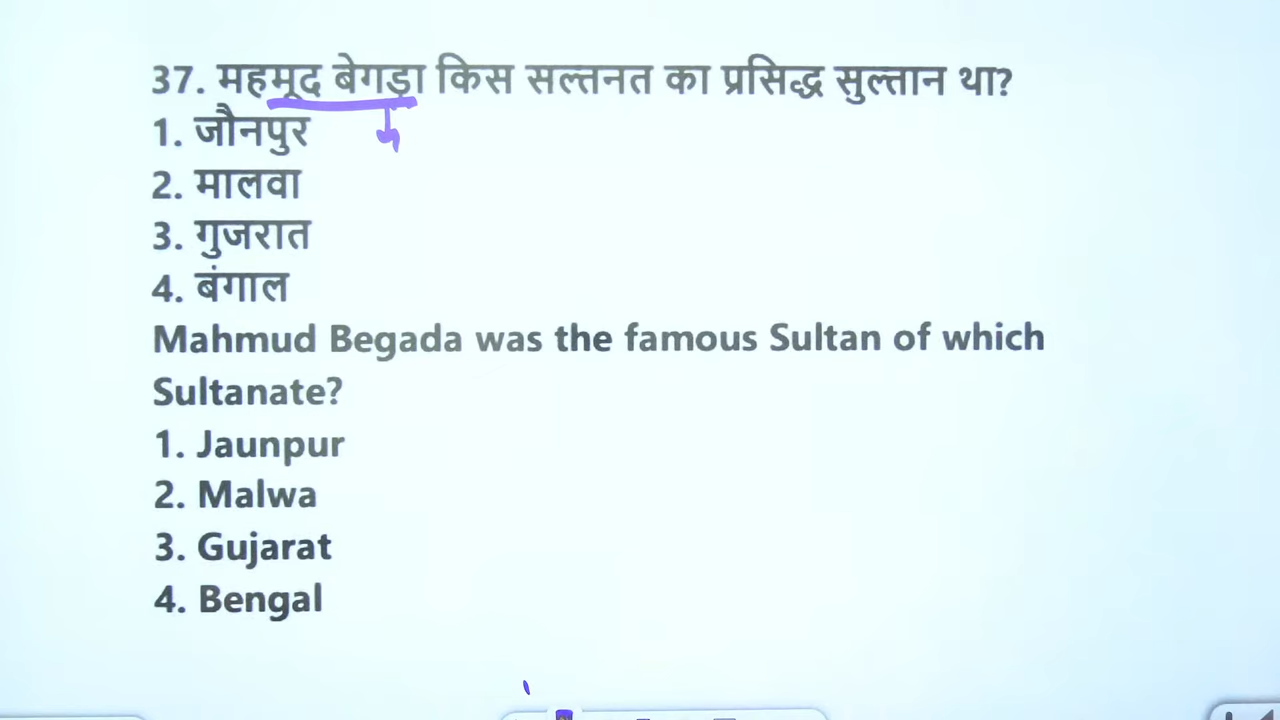 37. महमूद बेगड़ा किस सल्तनत का प्रसिद्ध सुल्तान था?
1. जौनपुर
2. मालवा
3. गुजरात
4. बंगाल
Mahmud Begada was the famous Sultan of which
Sultanate?
1. Jaunpur
2. Malwa
3. Gujarat
4. Bengal